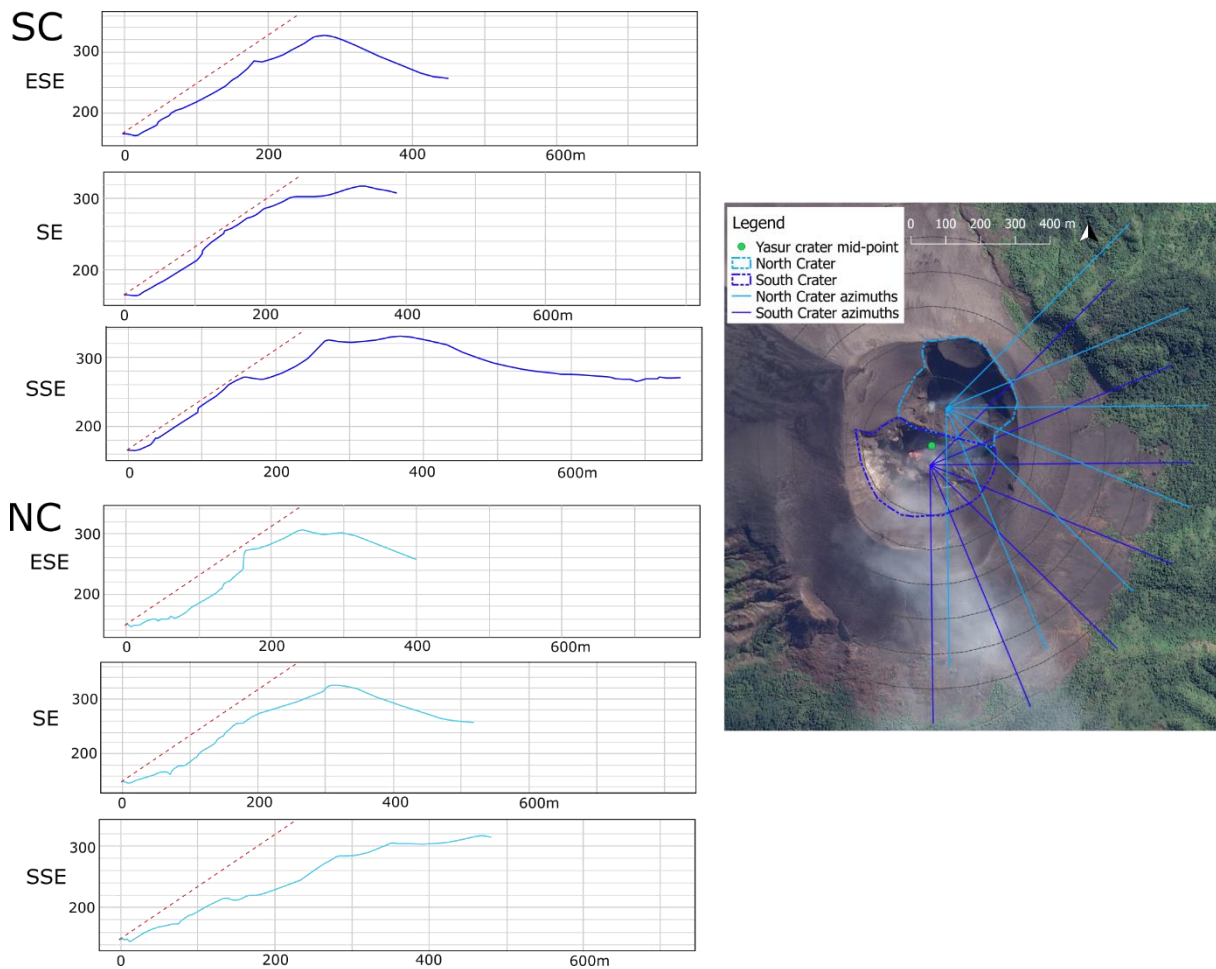 SC
ESE
300
200
0
200
400
600m
SE
300
200
0
200
400
600m
SSE
300
200
0
200
400
600m
NC
ESE
300
200
0
200
400
600m
SE
300
200
0
200
400
600m
SSE
300
200
0
200
400
600m
Legend
Yasur crater mid-point
North Crater
South Crater
North Crater azimuths
South Crater azimuths
0 100 200 300 400 m